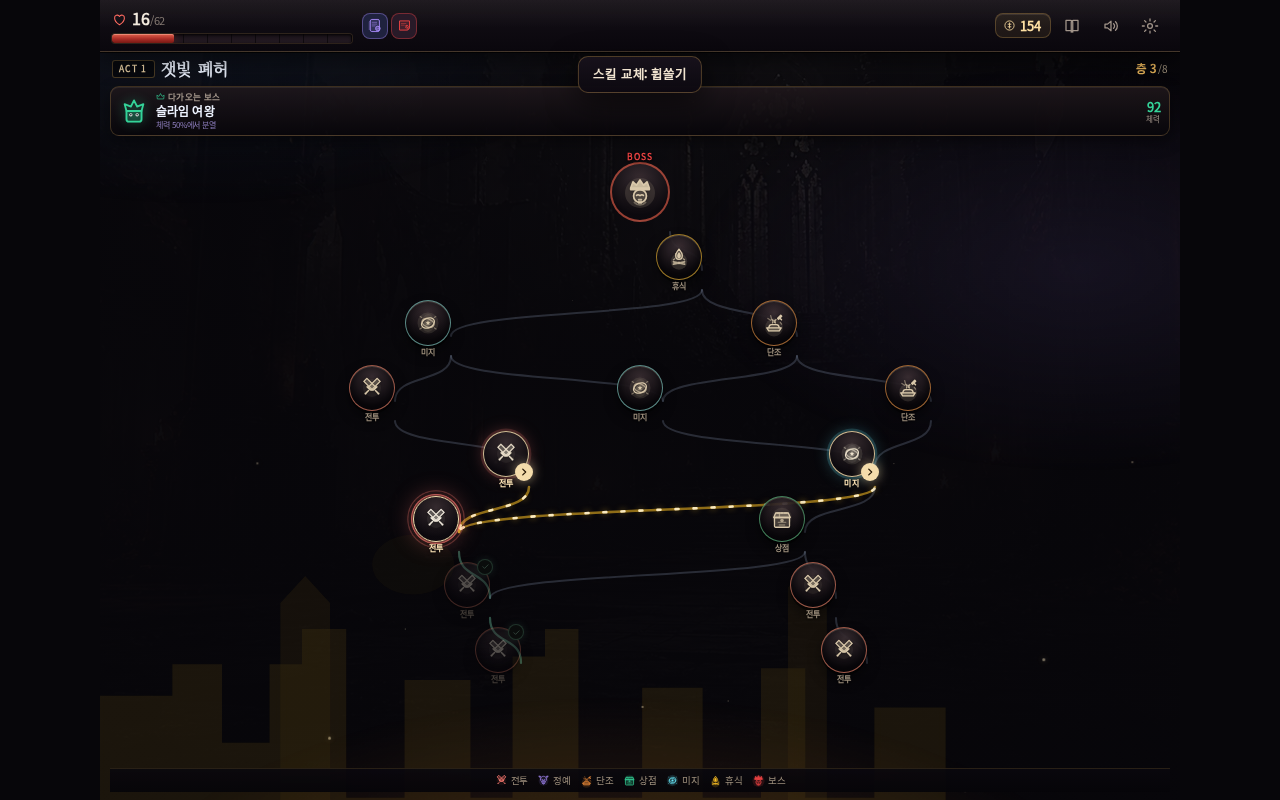 16/62
154
ACT 1 잿빛 폐허
스킬 교체: 휩쓸기
층 3/8
다가오는 보스
슬라임 여왕
체력 50%에서 분열
92
체력
BOSS
휴식
미지
단조
전투
미지
단조
전투
미지
전투
상점
전투
전투
전투
전투
전투 정예 단조 상점 미지 휴식 보스